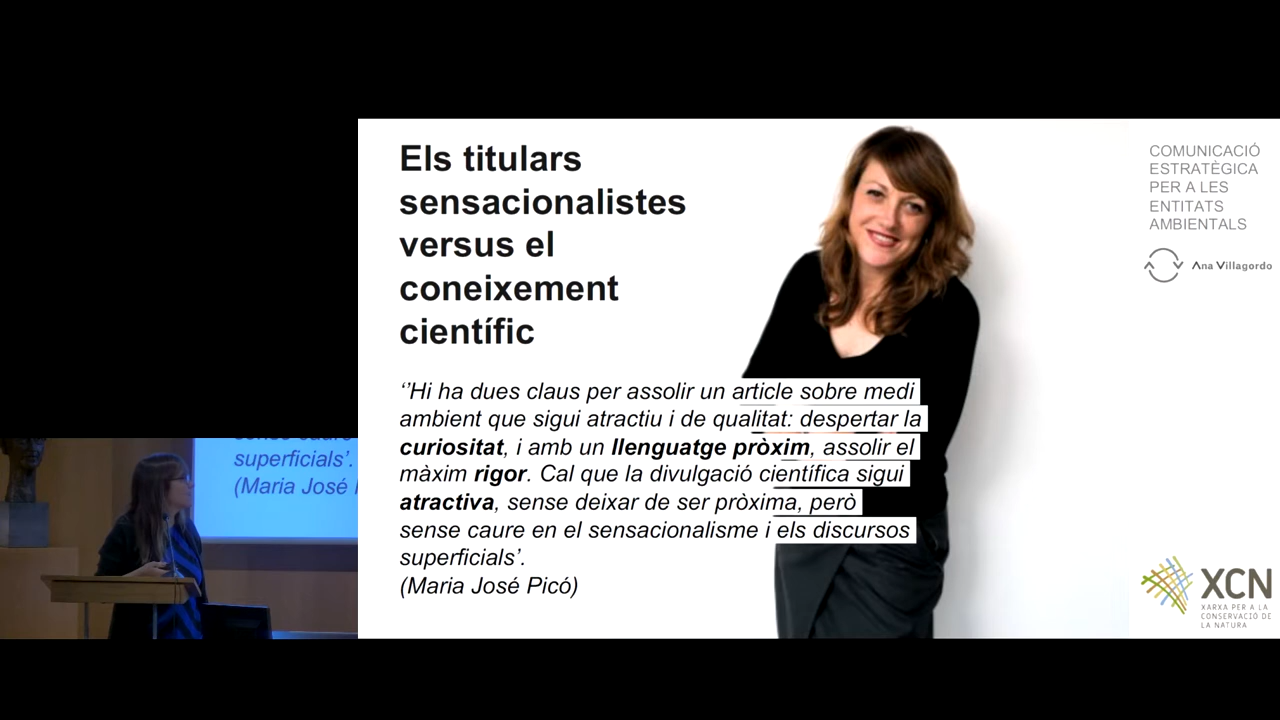 Els titulars
sensacionalistes
versus el
coneixement
científic
‘’Hi ha dues claus per assolir un article sobre medi
ambient que sigui atractiu i de qualitat: despertar la
curiositat, i amb un llenguatge pròxim, assolir el
màxim rigor. Cal que la divulgació científica sigui
atractiva, sense deixar de ser pròxima, però
sense caure en el sensacionalisme i els discursos
superficials’.
(Maria José Picó)
COMUNICACIÓ
ESTRATÈGICA
PER A LES
ENTITATS
AMBIENTALS
Ana Villagordo
XCN
XARXA PER A LA
CONSERVACIÓ DE
LA NATURA
sense caure
superficials’.
(Maria José